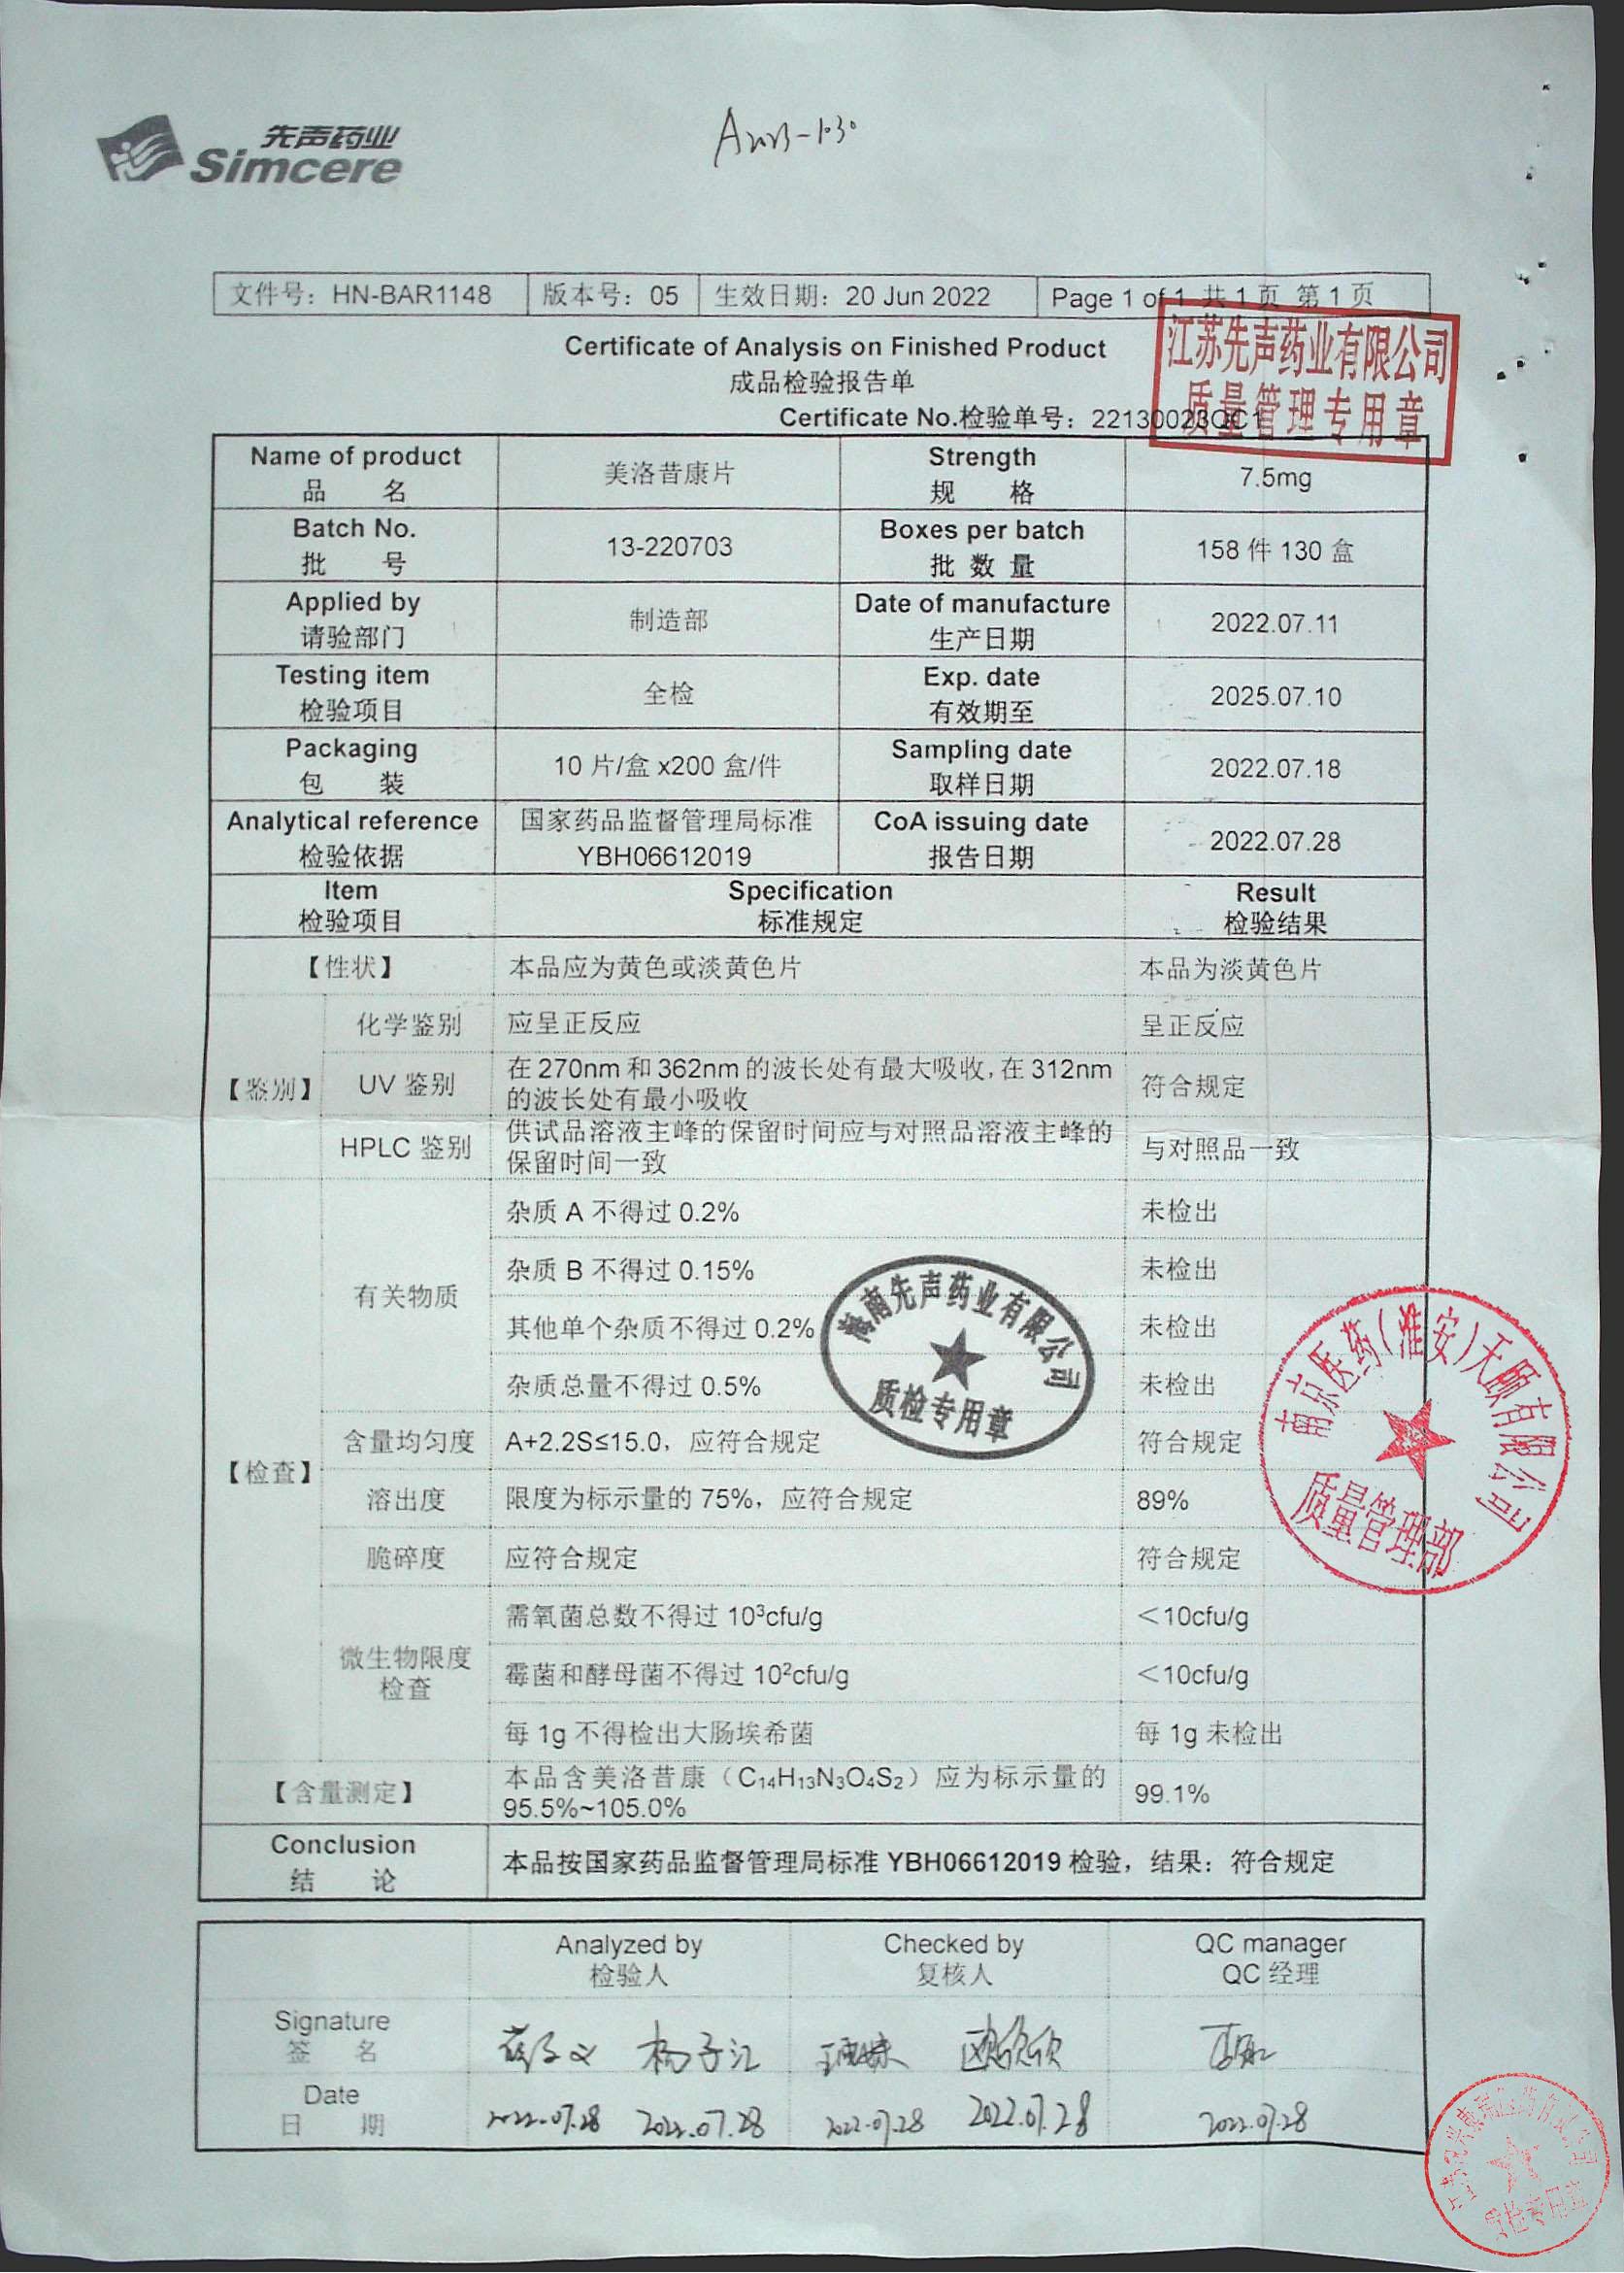 先声药业
Simcere
文件号：HN-BAR1148 版本号：05 生效日期：20 Jun 2022 Page 1 of 1 共 1 页 第 1 页
Certificate of Analysis on Finished Product
成品检验报告单
Certificate No.检验单号：22130023QC1
江苏先声药业有限公司
质量管理专用章
Name of product 品 名 美洛昔康片 Strength 规 格 7.5mg
Batch No. 批 号 13-220703 Boxes per batch 批 数 量 158 件 130 盒
Applied by 请验部门 制造部 Date of manufacture 生产日期 2022.07.11
Testing item 检验项目 全检 Exp. date 有效期至 2025.07.10
Packaging 包 装 10 片/盒 x200 盒/件 Sampling date 取样日期 2022.07.18
Analytical reference 检验依据 国家药品监督管理局标准 YBH06612019 CoA issuing date 报告日期 2022.07.28
Item 检验项目 Specification 标准规定 Result 检验结果
【性状】 本品应为黄色或淡黄色片 本品为淡黄色片
【鉴别】 化学鉴别 应呈正反应 呈正反应
UV 鉴别 在 270nm 和 362nm 的波长处有最大吸收，在 312nm 的波长处有最小吸收 符合规定
HPLC 鉴别 供试品溶液主峰的保留时间应与对照品溶液主峰的保留时间一致 与对照品一致
【检查】 有关物质 杂质 A 不得过 0.2% 未检出
杂质 B 不得过 0.15% 未检出
其他单个杂质不得过 0.2% 未检出
杂质总量不得过 0.5% 未检出
海南先声药业有限公司
质检专用章
南京医药（淮安）天颐有限公司
质量管理部
含量均匀度 A+2.2S≤15.0，应符合规定 符合规定
溶出度 限度为标示量的 75%，应符合规定 89%
脆碎度 应符合规定 符合规定
微生物限度检查 需氧菌总数不得过 10³cfu/g ＜10cfu/g
霉菌和酵母菌不得过 10²cfu/g ＜10cfu/g
每 1g 不得检出大肠埃希菌 每 1g 未检出
【含量测定】 本品含美洛昔康（C₁₄H₁₃N₃O₄S₂）应为标示量的 95.5%~105.0% 99.1%
Conclusion 结 论 本品按国家药品监督管理局标准 YBH06612019 检验，结果：符合规定
Analyzed by 检验人 Checked by 复核人 QC manager QC 经理
Signature 签 名 杨子江
Date 日 期 2022.07.28 2022.07.28 2022.07.28 2022.07.28 2022.07.28